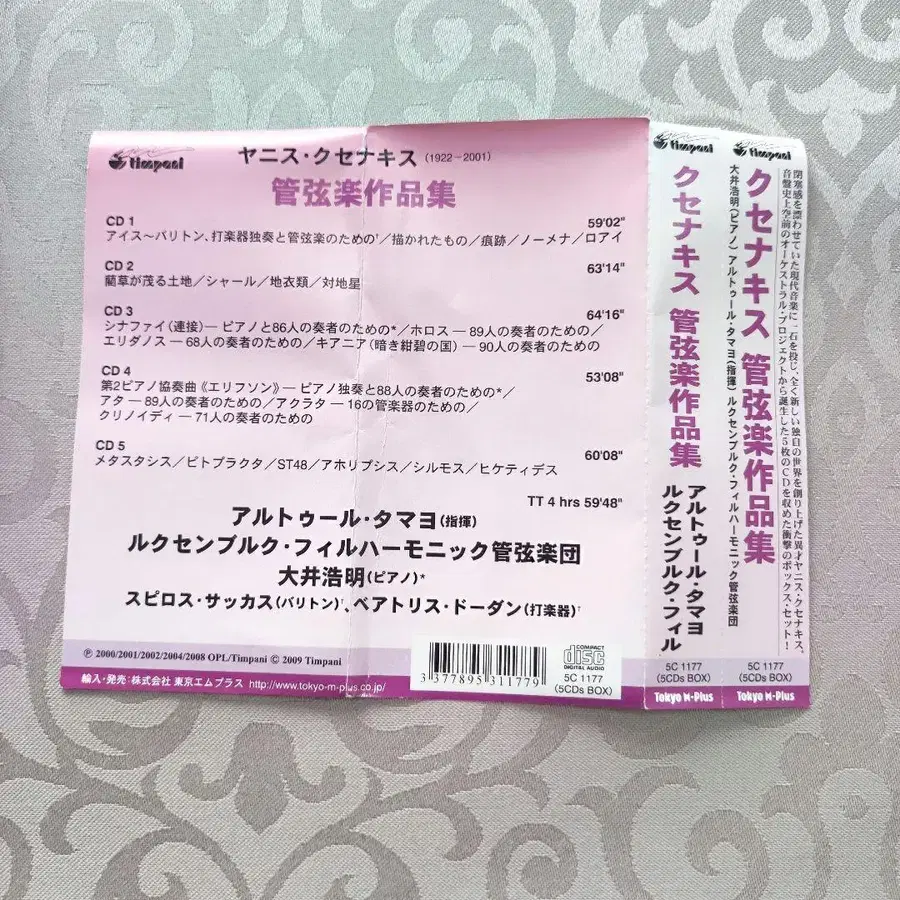 timpani
ヤニス・クセナキス(1922−2001)
管弦楽作品集
CD 1 59'02"
アイス〜バリトン、打楽器独奏と管弦楽のための†/描かれたもの/痕跡/ノーメナ/ロアイ
CD 2 63'14"
藺草が茂る土地/シャール/地衣類/対地星
CD 3 64'16"
シナファイ(連接)― ピアノと86人の奏者のための*/ホロス ― 89人の奏者のための/
エリダノス ― 68人の奏者のための/キアニア(暗き紺碧の国) ― 90人の奏者のための
CD 4 53'08"
第2ピアノ協奏曲《エリフソン》― ピアノ独奏と88人の奏者のための*/
アタ ― 89人の奏者のための/アクラタ ― 16の管楽器のための/
クリノイディ ― 71人の奏者のための
CD 5 60'08"
メタスタシス/ピトプラクタ/ST48/アホリプシス/シルモス/ヒケティデス
TT 4 hrs 59'48"
アルトゥール・タマヨ(指揮)
ルクセンブルク・フィルハーモニック管弦楽団
大井浩明(ピアノ)*
スピロス・サッカス(バリトン)†、ベアトリス・ドーダン(打楽器)†
℗ 2000/2001/2002/2004/2008 OPL/Timpani © 2009 Timpani
輸入・発売:株式会社 東京エムプラス http://www.tokyo-m-plus.co.jp/
3 377895 311779
COMPACT
disc
DIGITAL AUDIO
5C 1177
(5CDs BOX)
timpani
クセナキス 管弦楽作品集
アルトゥール・タマヨ
ルクセンブルク・フィル
5C 1177
(5CDs BOX)
Tokyo M-Plus
timpani
閉塞感を漂わせていた現代音楽に一石を投じ、全く新しい独自の世界を創り上げた異才ヤニス・クセナキス。
音盤史上空前のオーケストラル・プロジェクトから誕生した5枚のCDを収めた衝撃のボックス・セット!
クセナキス 管弦楽作品集
大井浩明(ピアノ) アルトゥール・タマヨ(指揮) ルクセンブルク・フィルハーモニック管弦楽団
5C 1177
(5CDs BOX)
Tokyo M-Plus